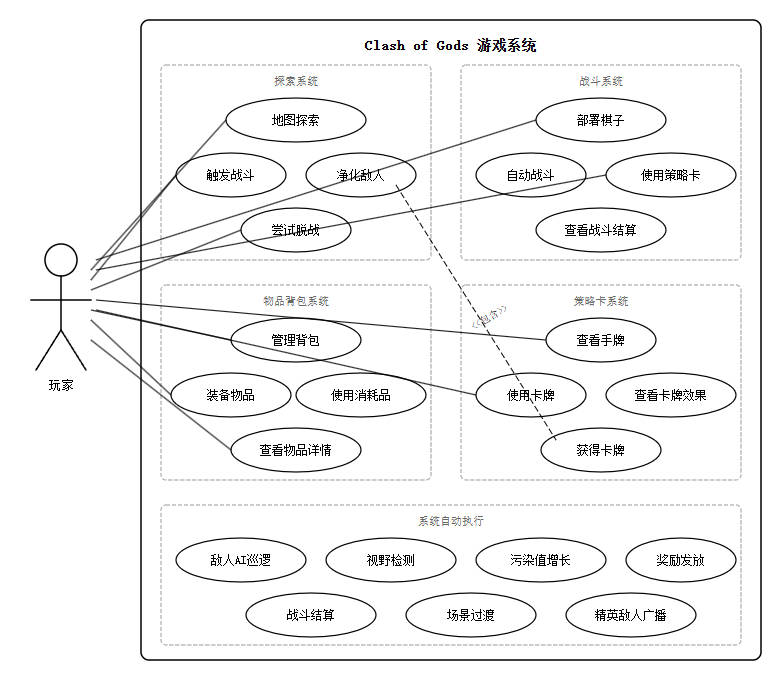 Clash of Gods 游戏系统
探索系统
地图探索
触发战斗
净化敌人
尝试脱战
战斗系统
部署棋子
自动战斗
使用策略卡
查看战斗结算
玩家
物品背包系统
管理背包
装备物品
使用消耗品
查看物品详情
<<包含>>
策略卡系统
查看手牌
使用卡牌
查看卡牌效果
获得卡牌
系统自动执行
敌人AI巡逻
视野检测
污染值增长
奖励发放
战斗结算
场景过渡
精英敌人广播